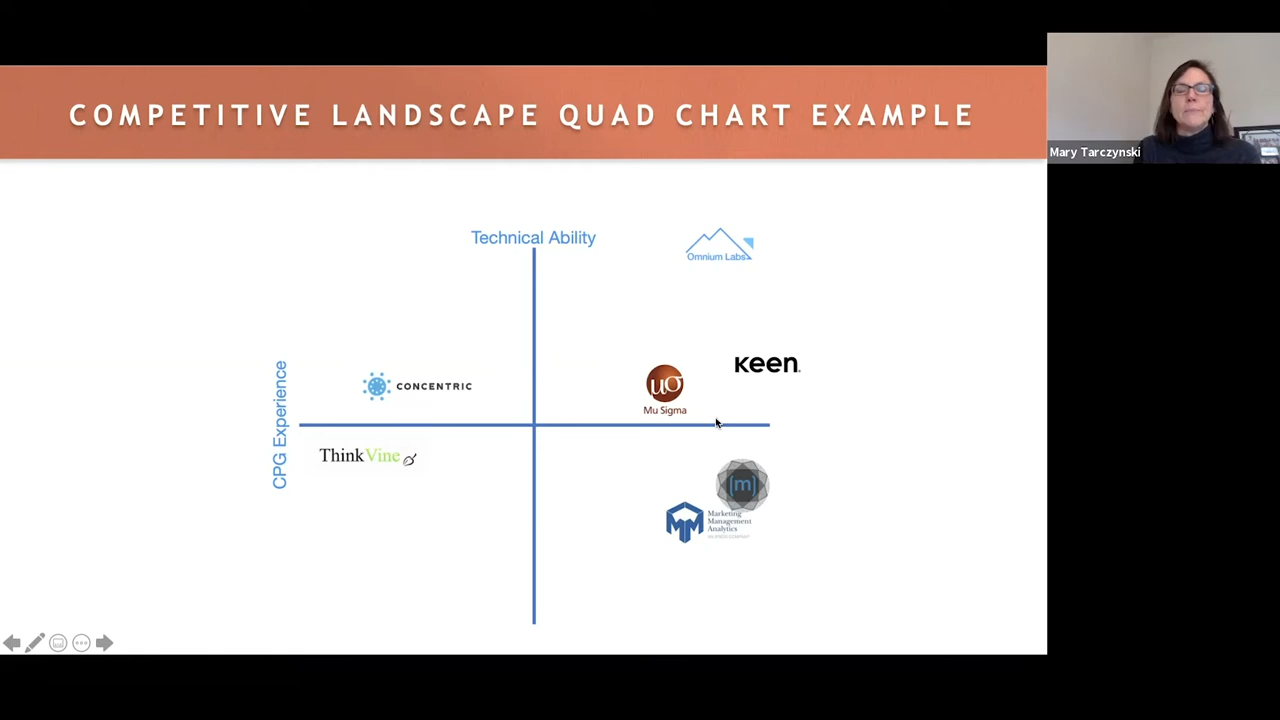 COMPETITIVE LANDSCAPE QUAD CHART EXAMPLE
Mary Tarczynski
Technical Ability
Omnium Labs
CPG Experience
CONCENTRIC
μσ
Mu Sigma
Keen
ThinkVine
[m]
Marketing
Management
Analytics